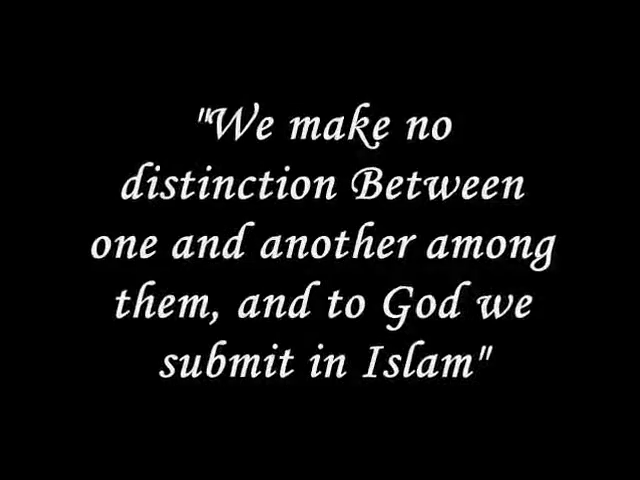 "We make no
distinction Between
one and another among
them, and to God we
submit in Islam"